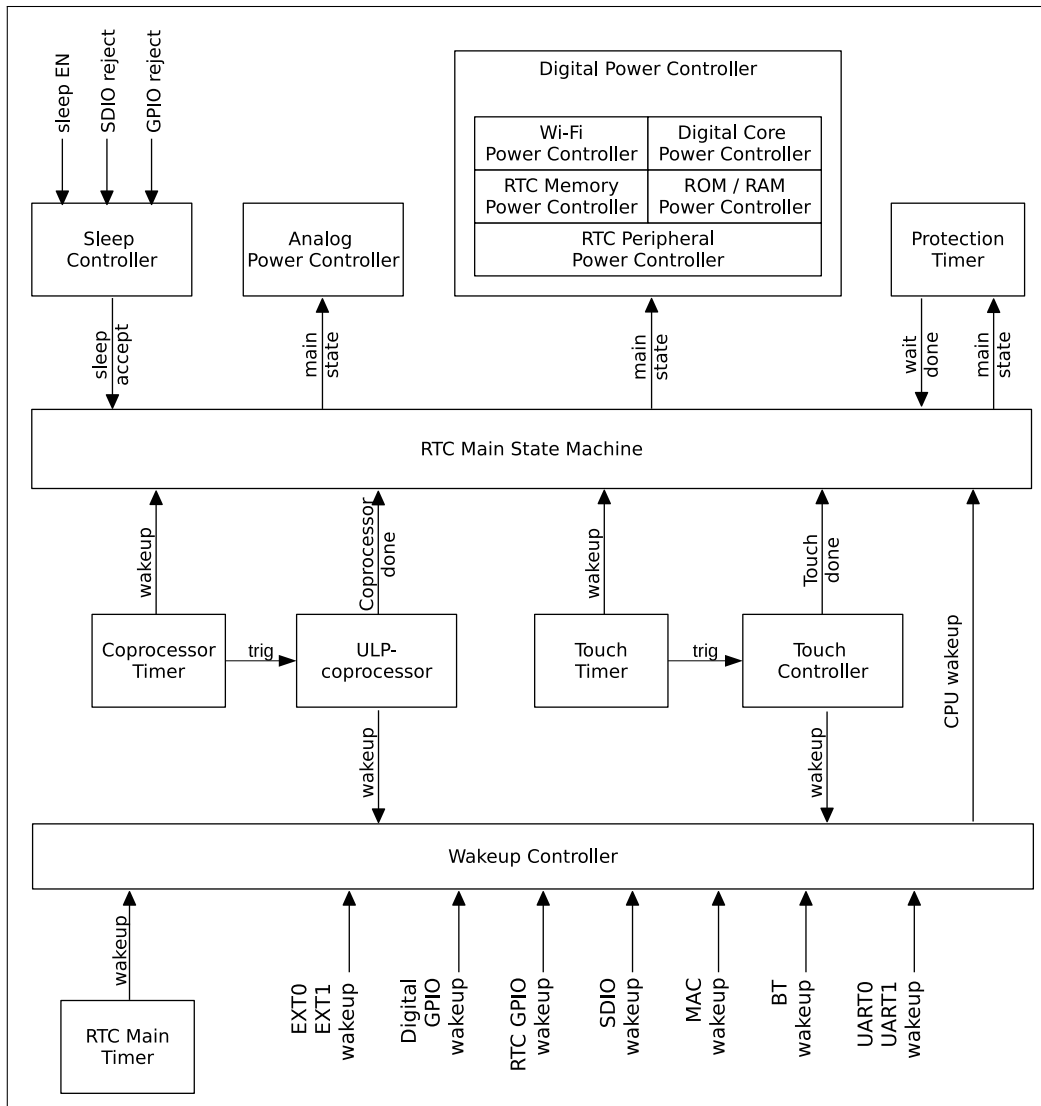 sleep EN
SDIO reject
GPIO reject
Digital Power Controller
Wi-Fi
Power Controller
Digital Core
Power Controller
RTC Memory
Power Controller
ROM / RAM
Power Controller
RTC Peripheral
Power Controller
Sleep
Controller
Analog
Power Controller
Protection
Timer
sleep
accept
main
state
main
state
wait
done
main
state
RTC Main State Machine
wakeup
Coprocessor
done
wakeup
Touch
done
CPU wakeup
Coprocessor
Timer
trig
ULP-
coprocessor
Touch
Timer
trig
Touch
Controller
wakeup
wakeup
Wakeup Controller
wakeup
RTC Main
Timer
EXT0
EXT1
wakeup
Digital
GPIO
wakeup
RTC GPIO
wakeup
SDIO
wakeup
MAC
wakeup
BT
wakeup
UART0
UART1
wakeup